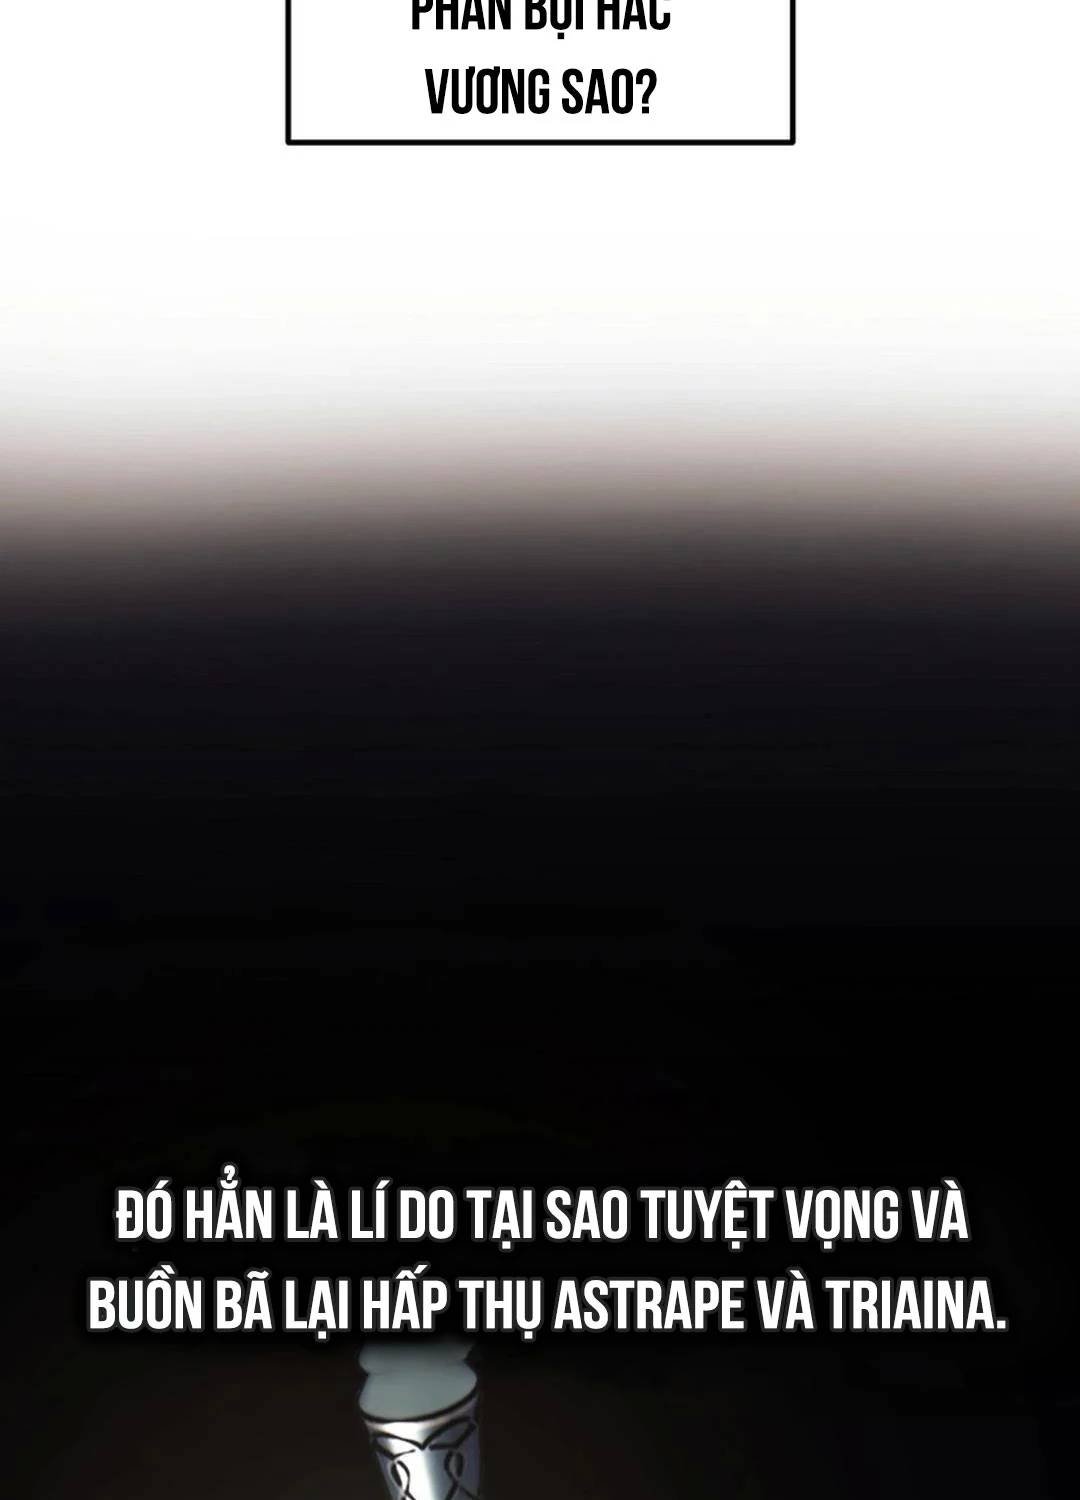 PHẢN BỘI HẮC
VƯƠNG SAO?
ĐÓ HẲN LÀ LÍ DO TẠI SAO TUYỆT VỌNG VÀ
BUỒN BÃ LẠI HẤP THỤ ASTRAPE VÀ TRIAINA.